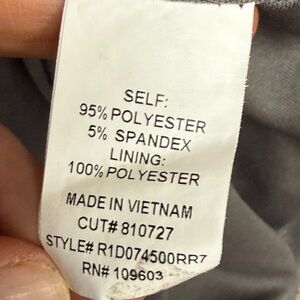 SELF:
95% POLYESTER
5% SPANDEX
LINING:
100% POLYESTER
MADE IN VIETNAM
CUT# 810727
STYLE# R1D074500RR7
RN# 109603